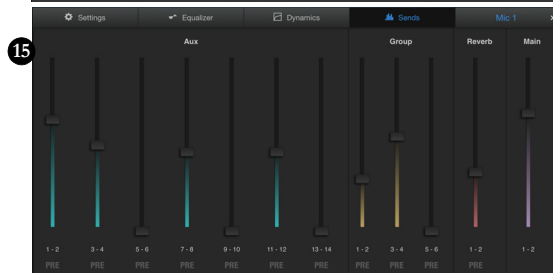 Settings Equalizer Dynamics Sends Mic 1
15
Aux Group Reverb Main
1 - 2 3 - 4 5 - 6 7 - 8 9 - 10 11 - 12 13 - 14 1 - 2 3 - 4 5 - 6 1 - 2 1 - 2
PRE PRE PRE PRE PRE PRE PRE PRE PRE PRE PRE